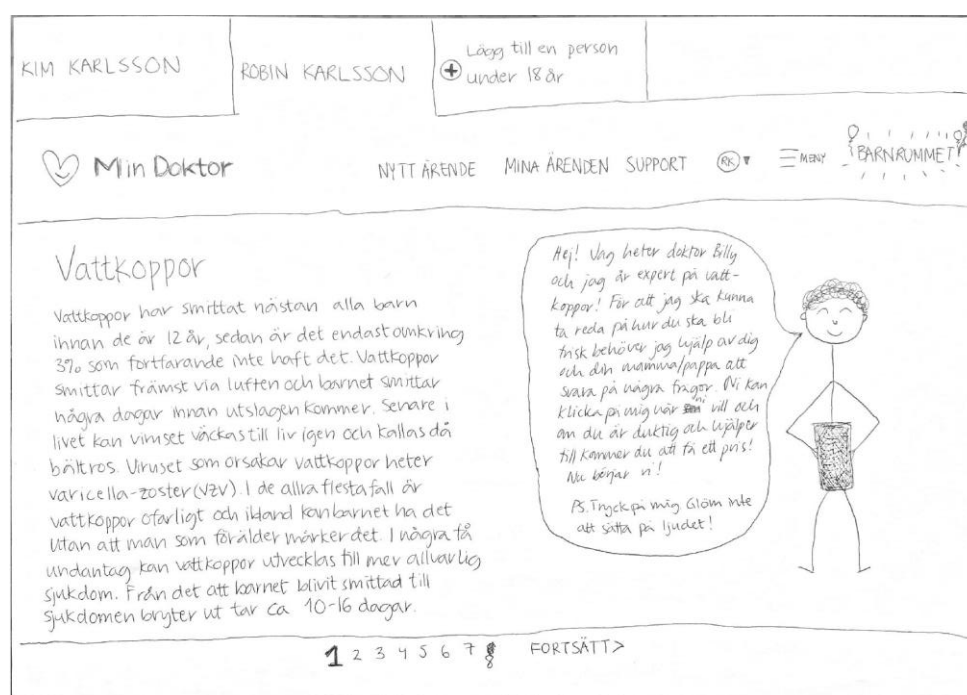 KIM KARLSSON
ROBIN KARLSSON
Lägg till en person
under 18 år
Min Doktor
NYTT ÄRENDE
MINA ÄRENDEN
SUPPORT
RK
MENY
BARNRUMMET
Vattkoppor
Vattkoppor har smittat nästan alla barn
innan de är 12 år, sedan är det endast omkring
3% som fortfarande inte haft det. Vattkoppor
smittar främst via luften och barnet smittar
några dagar innan utslagen kommer. Senare i
livet kan viruset väckas till liv igen och kallas då
bältros. Viruset som orsakar vattkoppor heter
varicella-zoster (VZV). I de allra flesta fall är
vattkoppor ofarligt och ibland kan barnet ha det
utan att man som förälder märker det. I några få
undantag kan vattkoppor utvecklas till mer allvarlig
sjukdom. Från det att barnet blivit smittad till
sjukdomen bryter ut tar ca 10-16 dagar.
Hej! Jag heter doktor Billy
och jag är expert på vatt-
koppor! För att jag ska kunna
ta reda på hur du ska bli
frisk behöver jag hjälp av dig
och din mamma/pappa att
svara på några frågor. Ni kan
klicka på mig när ni vill och
om du är duktig och hjälper
till kommer du att få ett pris!
Nu börjar vi!
PS. Tryck på mig Glöm inte
att sätta på ljudet!
1 2 3 4 5 6 7 8 FORTSÄTT>